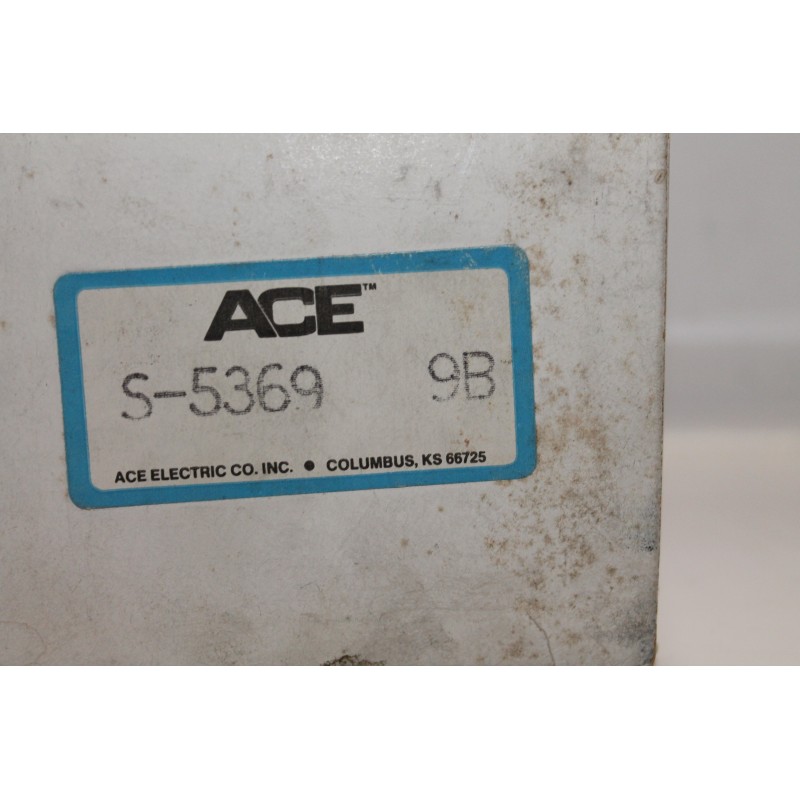 ACE™
S-5369 9B
ACE ELECTRIC CO. INC. • COLUMBUS, KS 66725